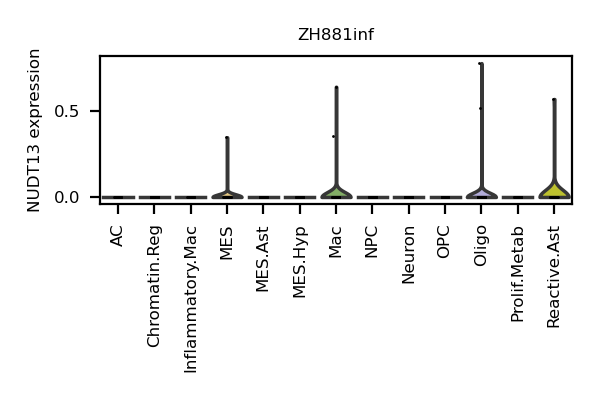 ZH881inf
NUDT13 expression
0.5
0.0
AC
Chromatin.Reg
Inflammatory.Mac
MES
MES.Ast
MES.Hyp
Mac
NPC
Neuron
OPC
Oligo
Prolif.Metab
Reactive.Ast